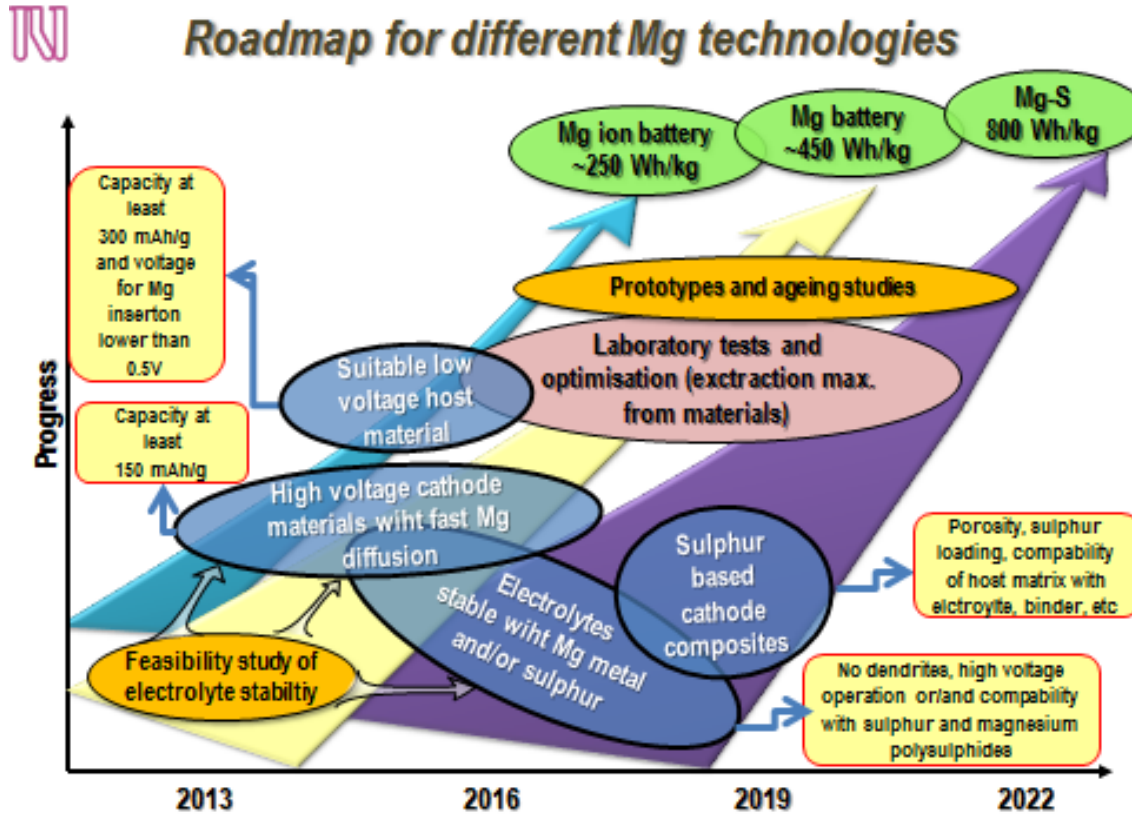 Roadmap for different Mg technologies
Mg ion battery
~250 Wh/kg
Mg battery
~450 Wh/kg
Mg-S
800 Wh/kg
Capacity at
least
300 mAh/g
and voltage
for Mg
inserton
lower than
0.5V
Prototypes and ageing studies
Laboratory tests and
optimisation (exctraction max.
from materials)
Suitable low
voltage host
material
Progress
Capacity at
least
150 mAh/g
High voltage cathode
materials wiht fast Mg
diffusion
Sulphur
based
cathode
composites
Porosity, sulphur
loading, compability
of host matrix with
elctroylte, binder, etc
Electrolytes
stable wiht Mg metal
and/or sulphur
Feasibility study of
electrolyte stabiltiy
No dendrites, high voltage
operation or/and compability
with sulphur and magnesium
polysulphides
2013
2016
2019
2022